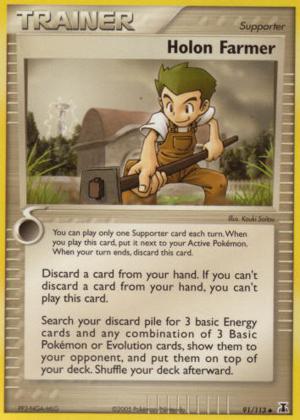 TRAINER
Supporter
Holon Farmer
Illus. Kouki Saitou
You can play only one Supporter card each turn. When
you play this card, put it next to your Active Pokémon.
When your turn ends, discard this card.
Discard a card from your hand. If you can't
discard a card from your hand, you can't
play this card.
Search your discard pile for 3 basic Energy
cards and any combination of 3 Basic
Pokémon or Evolution cards, show them to
your opponent, and put them on top of
your deck. Shuffle your deck afterward.
©2005 Pokémon/Nintendo
91/113